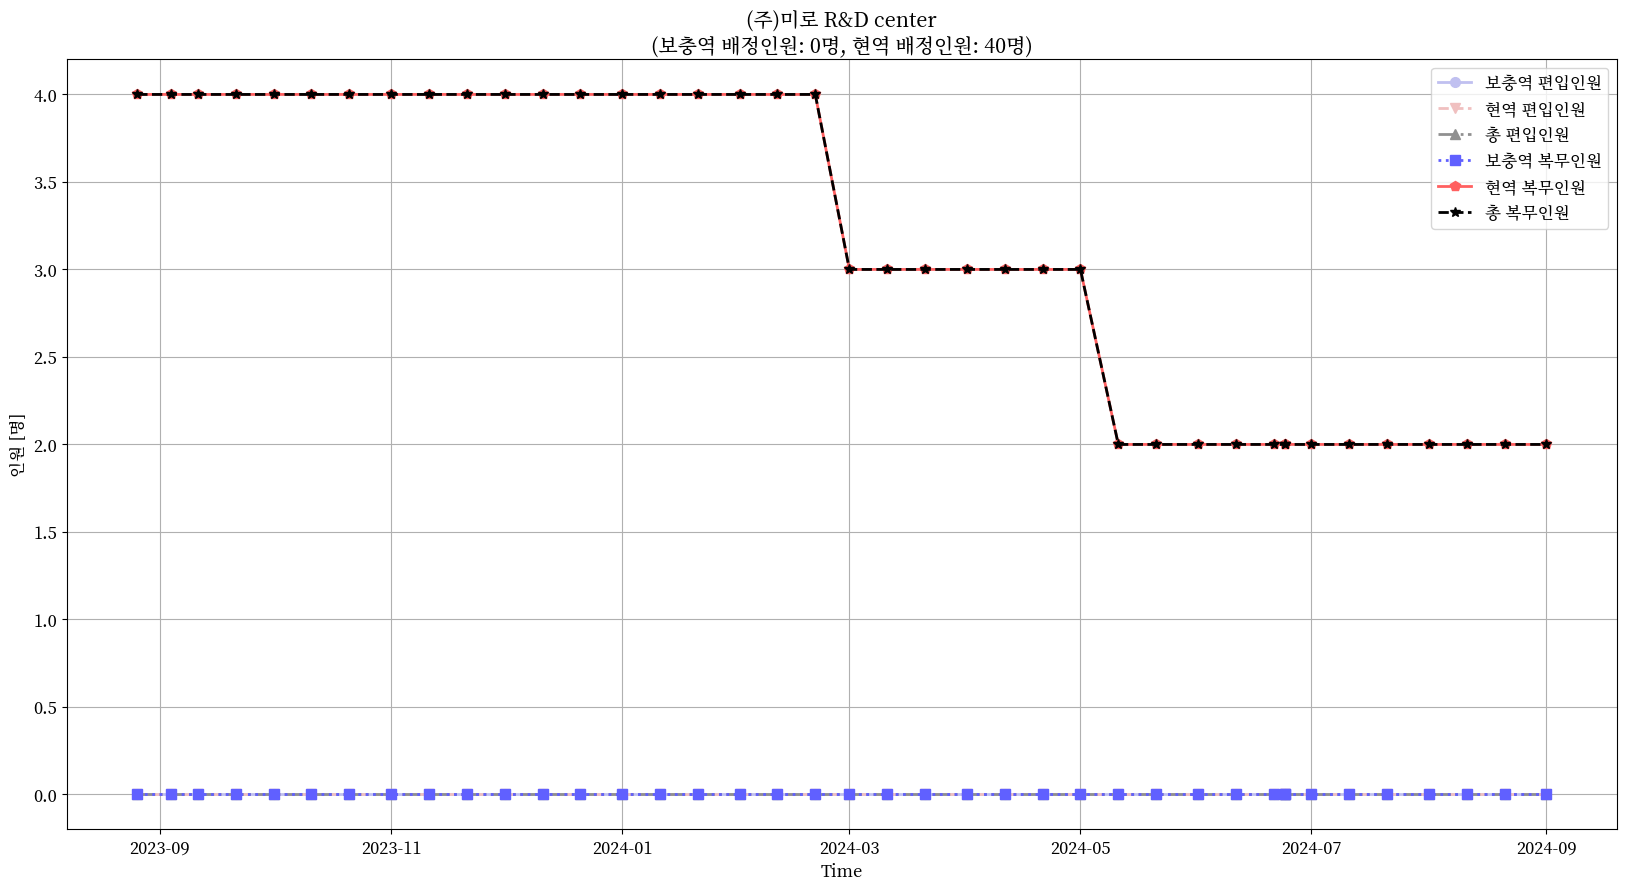 (주)미로 R&D center
(보충역 배정인원: 0명, 현역 배정인원: 40명)
보충역 편입인원
현역 편입인원
총 편입인원
보충역 복무인원
현역 복무인원
총 복무인원
인원 [명]
4.0
3.5
3.0
2.5
2.0
1.5
1.0
0.5
0.0
2023-09
2023-11
2024-01
2024-03
2024-05
2024-07
2024-09
Time